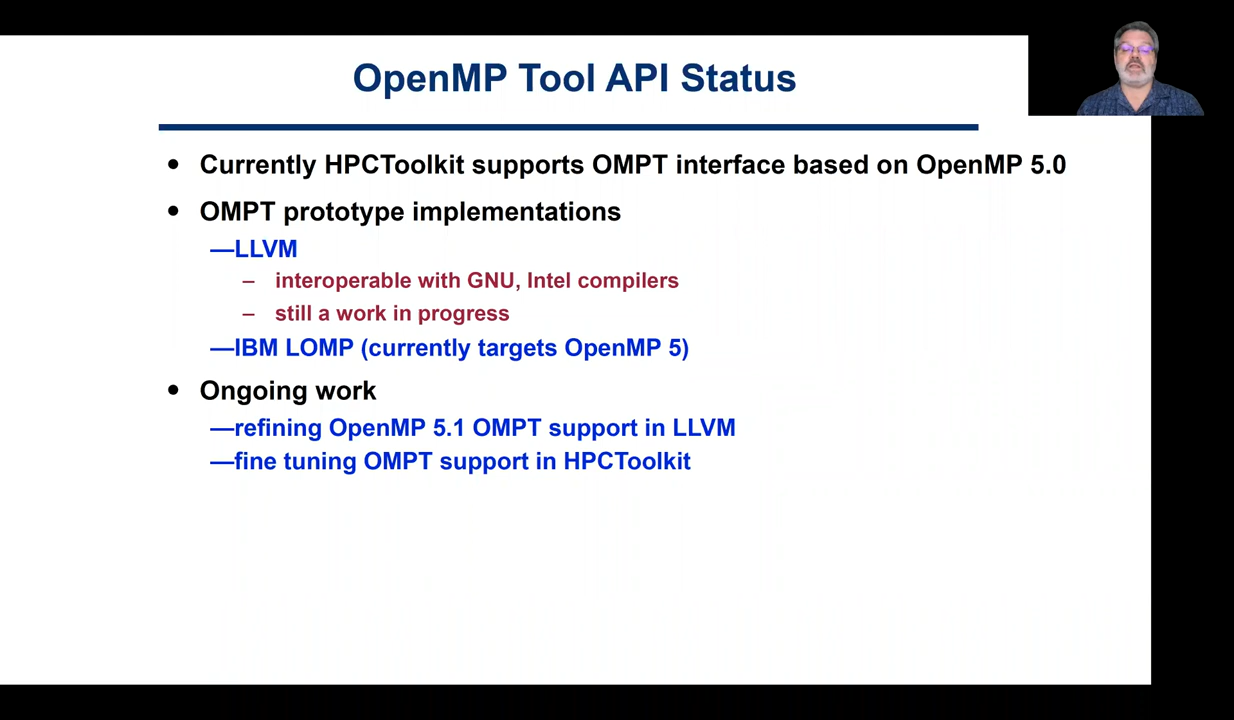 OpenMP Tool API Status
• Currently HPCToolkit supports OMPT interface based on OpenMP 5.0
• OMPT prototype implementations
—LLVM
– interoperable with GNU, Intel compilers
– still a work in progress
—IBM LOMP (currently targets OpenMP 5)
• Ongoing work
—refining OpenMP 5.1 OMPT support in LLVM
—fine tuning OMPT support in HPCToolkit